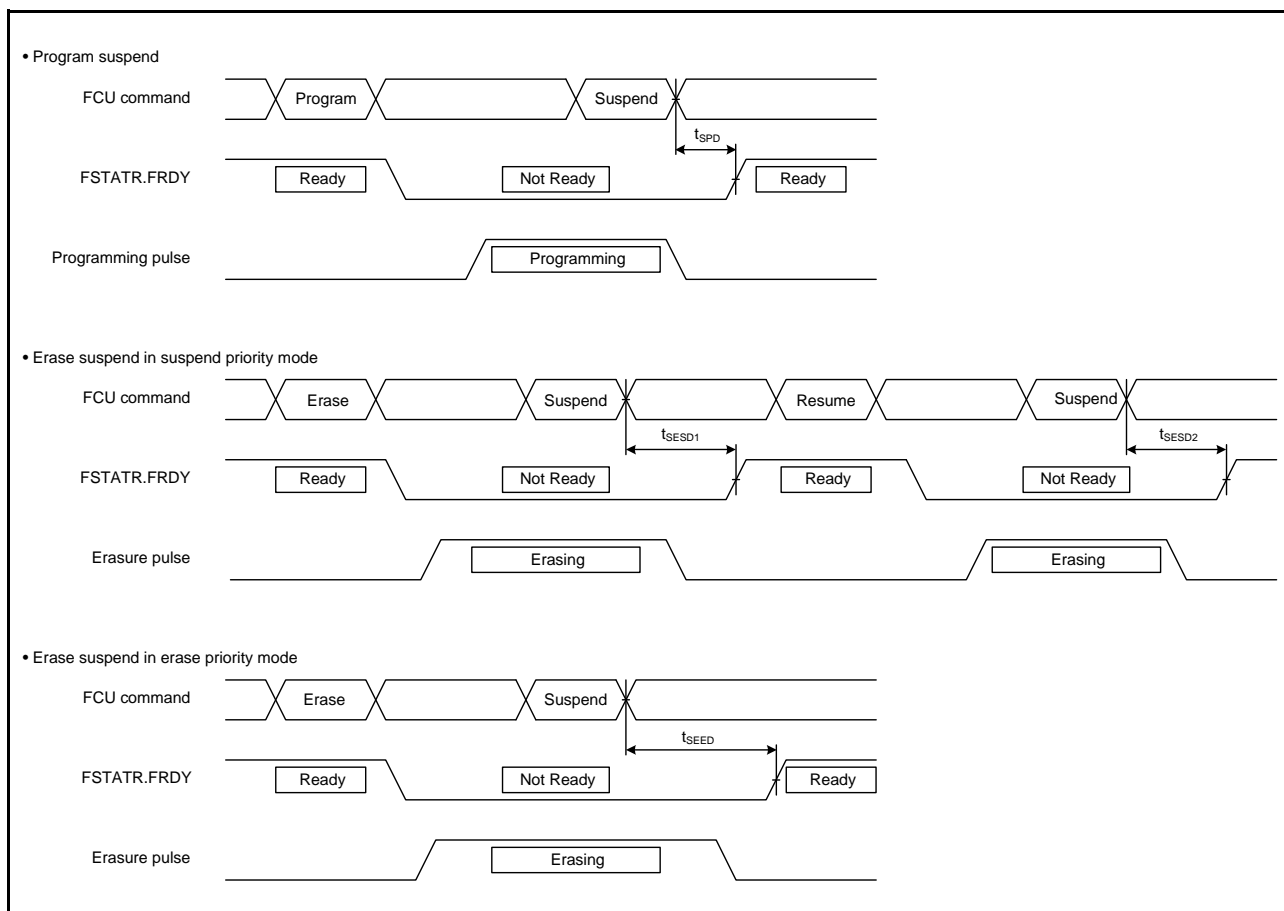 • Program suspend
FCU command
Program
Suspend
tSPD
FSTATR.FRDY
Ready
Not Ready
Ready
Programming pulse
Programming
• Erase suspend in suspend priority mode
FCU command
Erase
Suspend
Resume
Suspend
tSESD1
tSESD2
FSTATR.FRDY
Ready
Not Ready
Ready
Not Ready
Erasure pulse
Erasing
Erasing
• Erase suspend in erase priority mode
FCU command
Erase
Suspend
tSEED
FSTATR.FRDY
Ready
Not Ready
Ready
Erasure pulse
Erasing